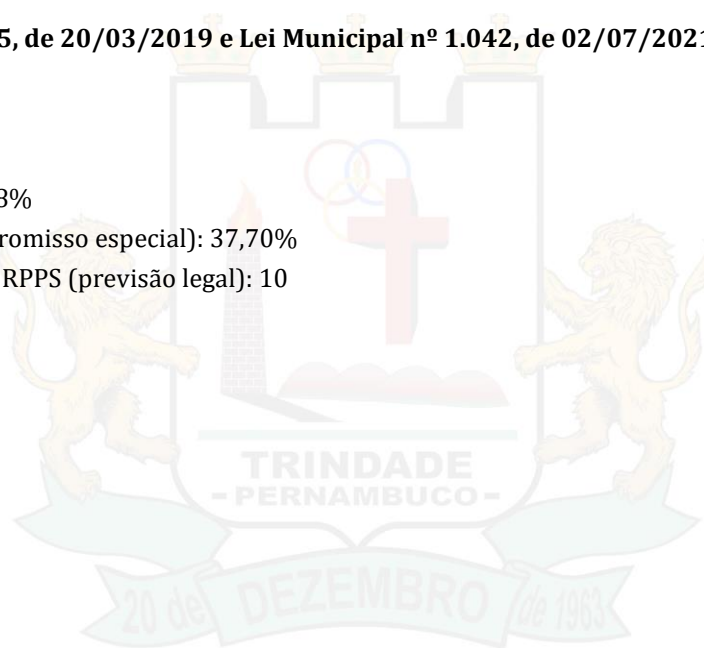 5, de 20/03/2019 e Lei Municipal nº 1.042, de 02/07/2021
8%
romisso especial): 37,70%
RPPS (previsão legal): 10
TRINDADE
- PERNAMBUCO -
20 de DEZEMBRO de 1963